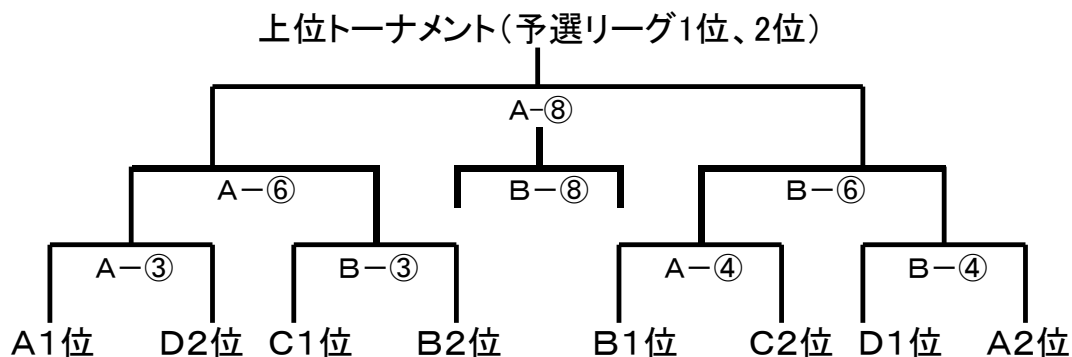 上位トーナメント(予選リーグ1位、2位)
A-⑧
A-⑥ B-⑧ B-⑥
A-③ B-③ A-④ B-④
A1位 D2位 C1位 B2位 B1位 C2位 D1位 A2位